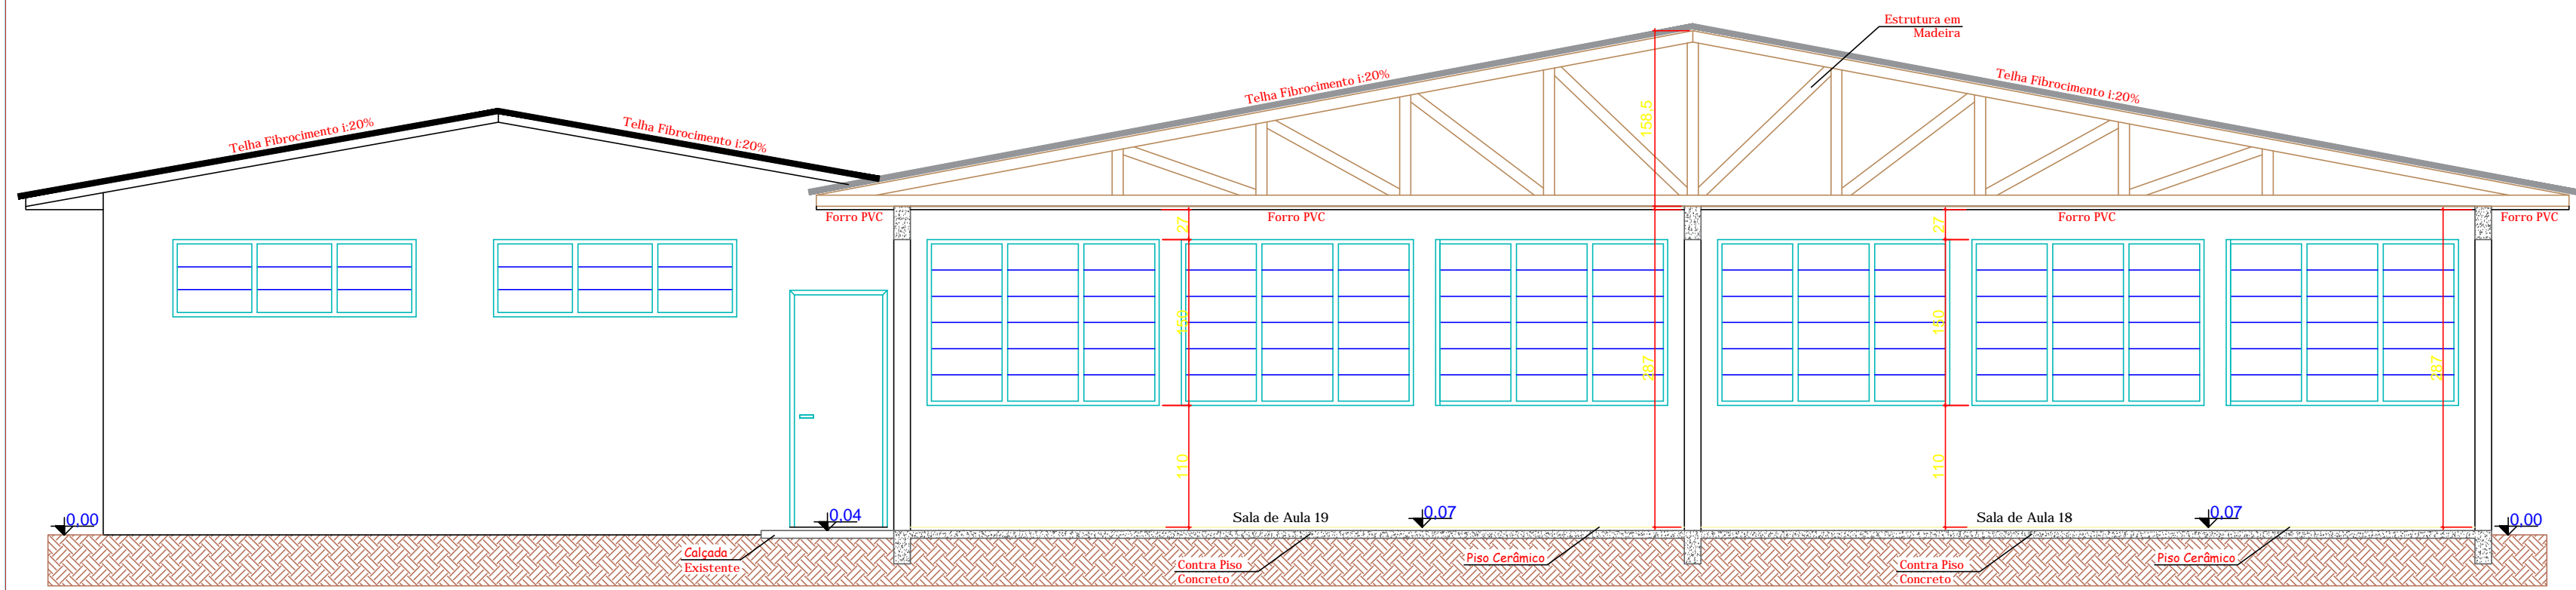 Estrutura em
Madeira
Telha Fibrocimento i:20%
Telha Fibrocimento i:20%
Telha Fibrocimento i:20%
Telha Fibrocimento i:20%
158,5
Forro PVC
27
Forro PVC
27
Forro PVC
Forro PVC
150
287
150
287
110
110
0,00
0,04
Sala de Aula 19
0,07
Sala de Aula 18
0,07
0,00
Calçada
Existente
Contra Piso
Concreto
Piso Cerâmico
Contra Piso
Concreto
Piso Cerâmico